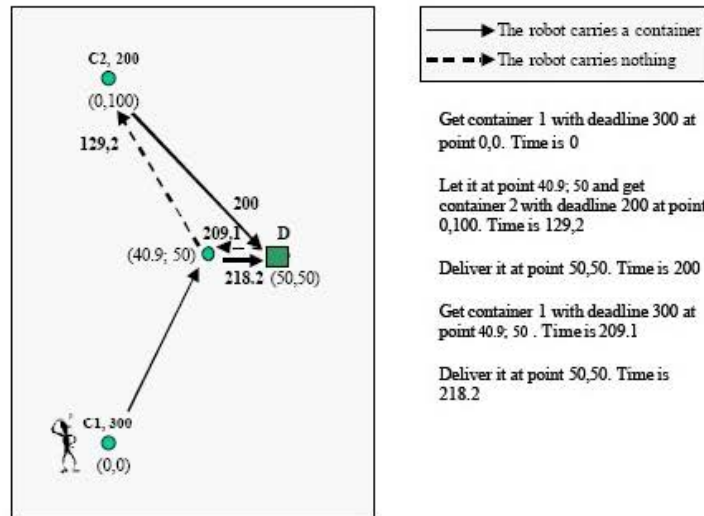 C2, 200
(0,100)
129,2
200
209.1
D
(40.9; 50)
218.2
(50,50)
C1, 300
(0,0)
The robot carries a container
The robot carries nothing
Get container 1 with deadline 300 at
point 0,0. Time is 0
Let it at point 40.9; 50 and get
container 2 with deadline 200 at point
0,100. Time is 129,2
Deliver it at point 50,50. Time is 200
Get container 1 with deadline 300 at
point 40.9; 50 . Time is 209.1
Deliver it at point 50,50. Time is
218.2